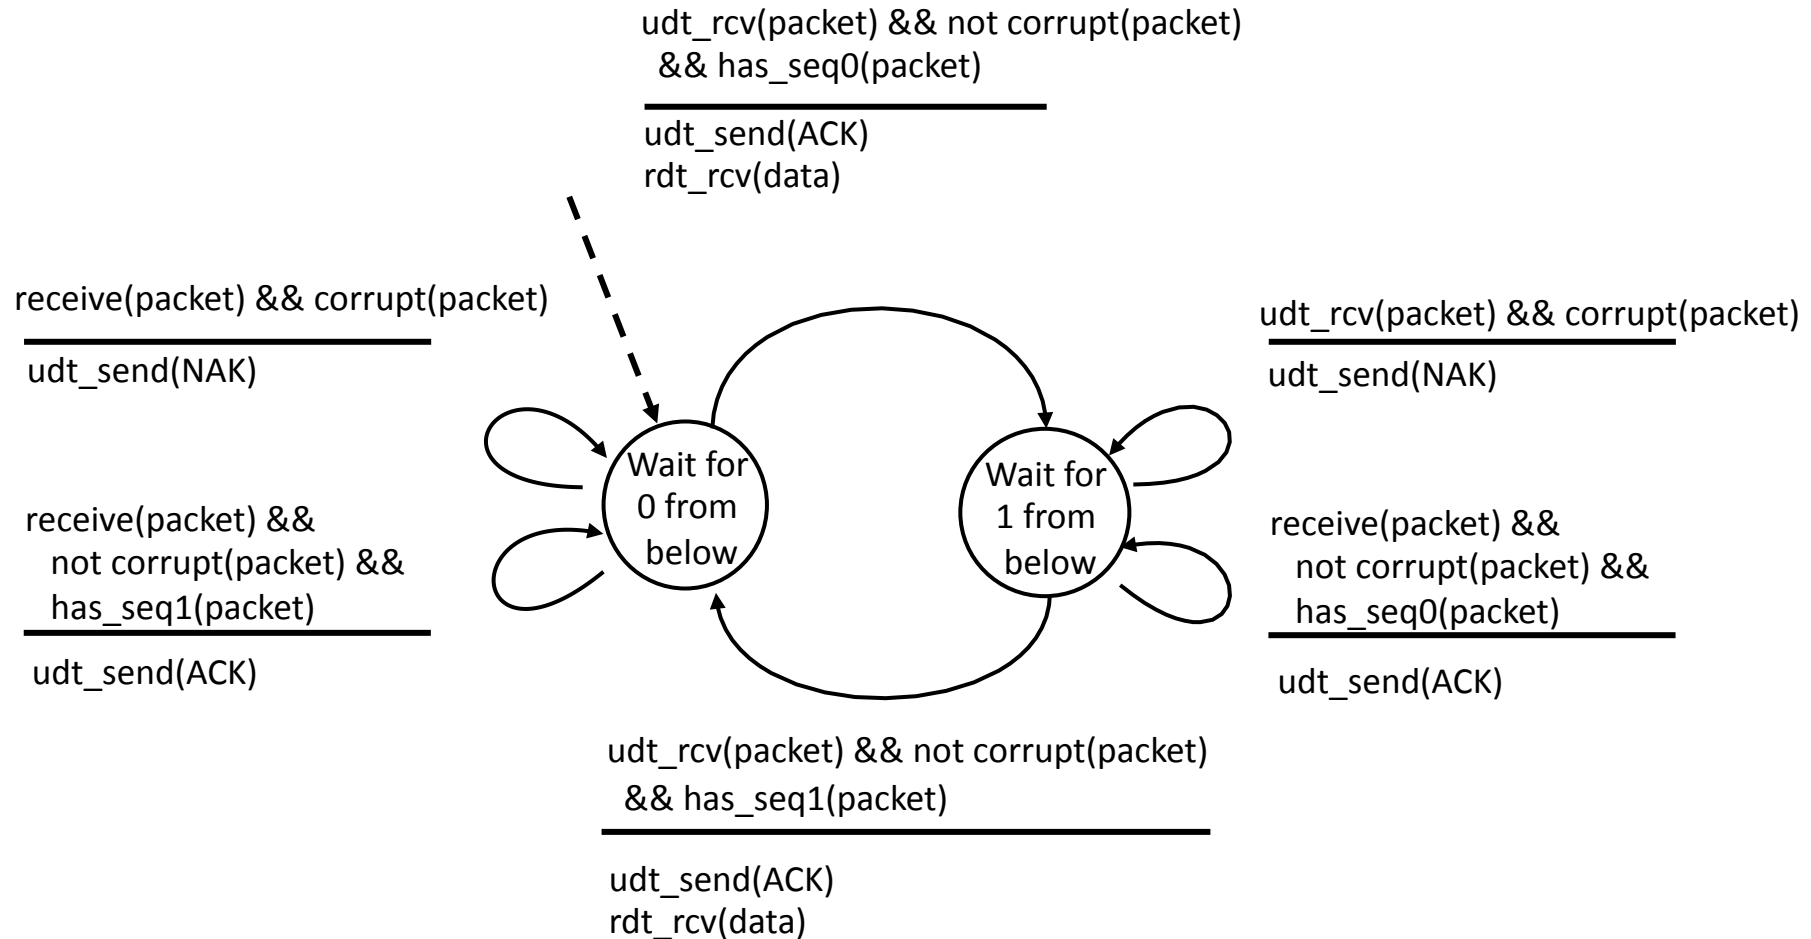 udt_rcv(packet) && not corrupt(packet)
&& has_seq0(packet)
udt_send(ACK)
rdt_rcv(data)
receive(packet) && corrupt(packet)
udt_send(NAK)
udt_rcv(packet) && corrupt(packet)
udt_send(NAK)
Wait for
0 from
below
Wait for
1 from
below
receive(packet) &&
not corrupt(packet) &&
has_seq1(packet)
udt_send(ACK)
receive(packet) &&
not corrupt(packet) &&
has_seq0(packet)
udt_send(ACK)
udt_rcv(packet) && not corrupt(packet)
&& has_seq1(packet)
udt_send(ACK)
rdt_rcv(data)